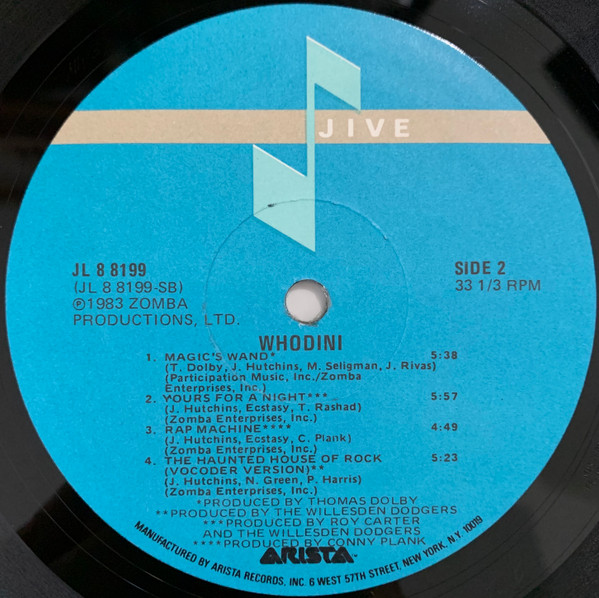 JIVE
JL 8 8199
(JL 8 8199-SB)
℗1983 ZOMBA
PRODUCTIONS, LTD.
SIDE 2
33 1/3 RPM
WHODINI
1. MAGIC'S WAND* 5:38
(T. Dolby, J. Hutchins, M. Seligman, J. Rivas)
(Participation Music, Inc./Zomba
Enterprises, Inc.)
2. YOURS FOR A NIGHT*** 5:57
(J. Hutchins, Ecstasy, T. Rashad)
(Zomba Enterprises, Inc.)
3. RAP MACHINE**** 4:49
(J. Hutchins, Ecstasy, C. Plank)
(Zomba Enterprises, Inc.)
4. THE HAUNTED HOUSE OF ROCK 5:23
(VOCODER VERSION)**
(J. Hutchins, N. Green, P. Harris)
(Zomba Enterprises, Inc.)
*PRODUCED BY THOMAS DOLBY
**PRODUCED BY THE WILLESDEN DODGERS
***PRODUCED BY ROY CARTER
AND THE WILLESDEN DODGERS
****PRODUCED BY CONNY PLANK
ARISTA™
MANUFACTURED BY ARISTA RECORDS, INC. 6 WEST 57TH STREET, NEW YORK, N.Y. 10019